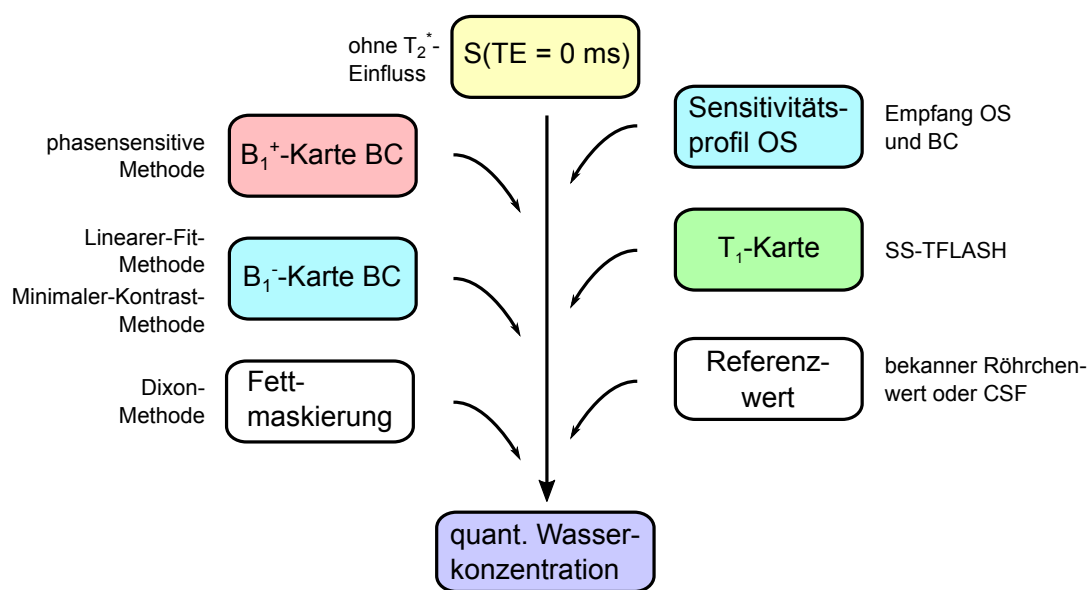 ohne T₂*-
Einfluss
S(TE = 0 ms)
phasensensitive
Methode
B₁⁺-Karte BC
Sensitivitäts-
profil OS
Empfang OS
und BC
Linearer-Fit-
Methode
Minimaler-Kontrast-
Methode
B₁⁻-Karte BC
T₁-Karte
SS-TFLASH
Dixon-
Methode
Fett-
maskierung
Referenz-
wert
bekanner Röhrchen-
wert oder CSF
quant. Wasser-
konzentration